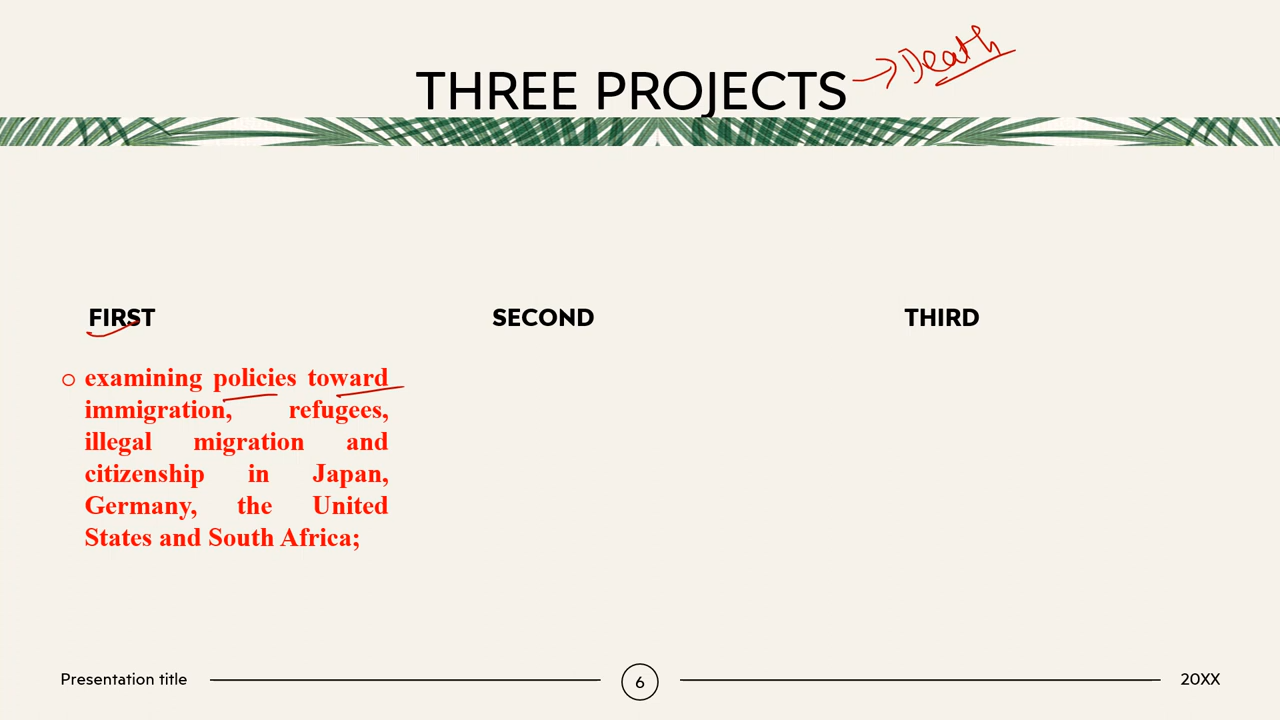 THREE PROJECTS → Death
FIRST
SECOND
THIRD
examining policies toward
immigration, refugees,
illegal migration and
citizenship in Japan,
Germany, the United
States and South Africa;
Presentation title
6
20XX